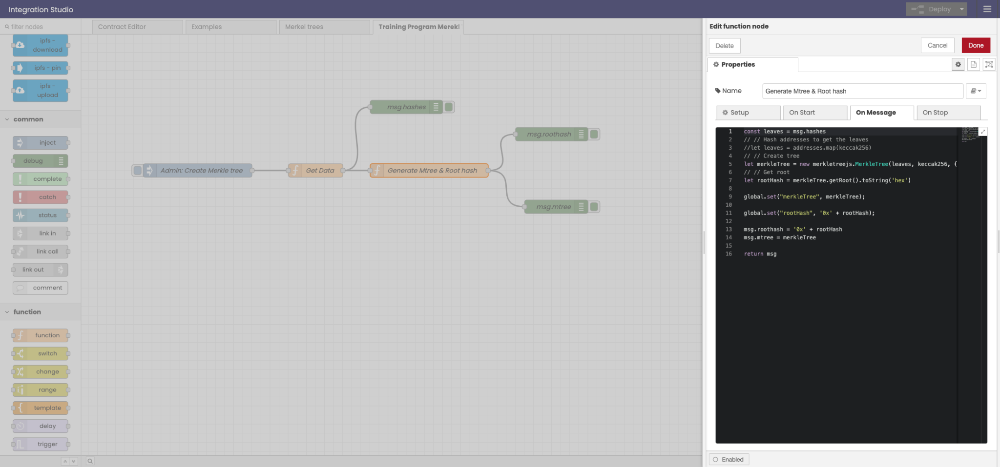 Integration Studio
Deploy
filter nodes
Contract Editor
Examples
Merkel trees
Training Program Merekl
ipfs -
download
ipfs - pin
ipfs -
upload
common
inject
debug
complete
catch
status
link in
link call
link out
comment
function
function
switch
change
range
template
delay
trigger
msg.hashes
msg.roothash
Admin: Create Merkle tree
Get Data
Generate Mtree & Root hash
msg.mtree
Edit function node
Delete
Cancel
Done
Properties
Name
Generate Mtree & Root hash
Setup
On Start
On Message
On Stop
1 const leaves = msg.hashes
2 // // Hash addresses to get the leaves
3 //let leaves = addresses.map(keccak256)
4 // // Create tree
5 let merkleTree = new merkletreejs.MerkleTree(leaves, keccak256, {
6 // // Get root
7 let rootHash = merkleTree.getRoot().toString('hex')
8
9 global.set("merkleTree", merkleTree);
10
11 global.set("rootHash", '0x' + rootHash);
12
13 msg.roothash = '0x' + rootHash
14 msg.mtree = merkleTree
15
16 return msg
Enabled